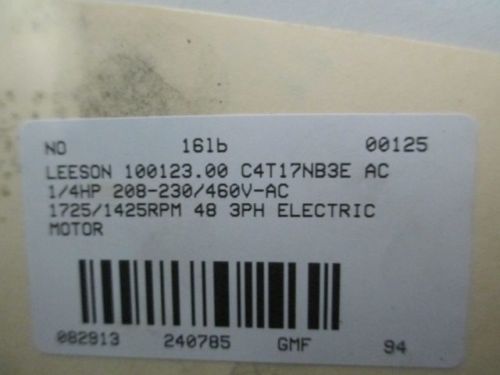 NO 16lb 00125
LEESON 100123.00 C4T17NB3E AC
1/4HP 208-230/460V-AC
1725/1425RPM 48 3PH ELECTRIC
MOTOR
082913 240785 GMF 94